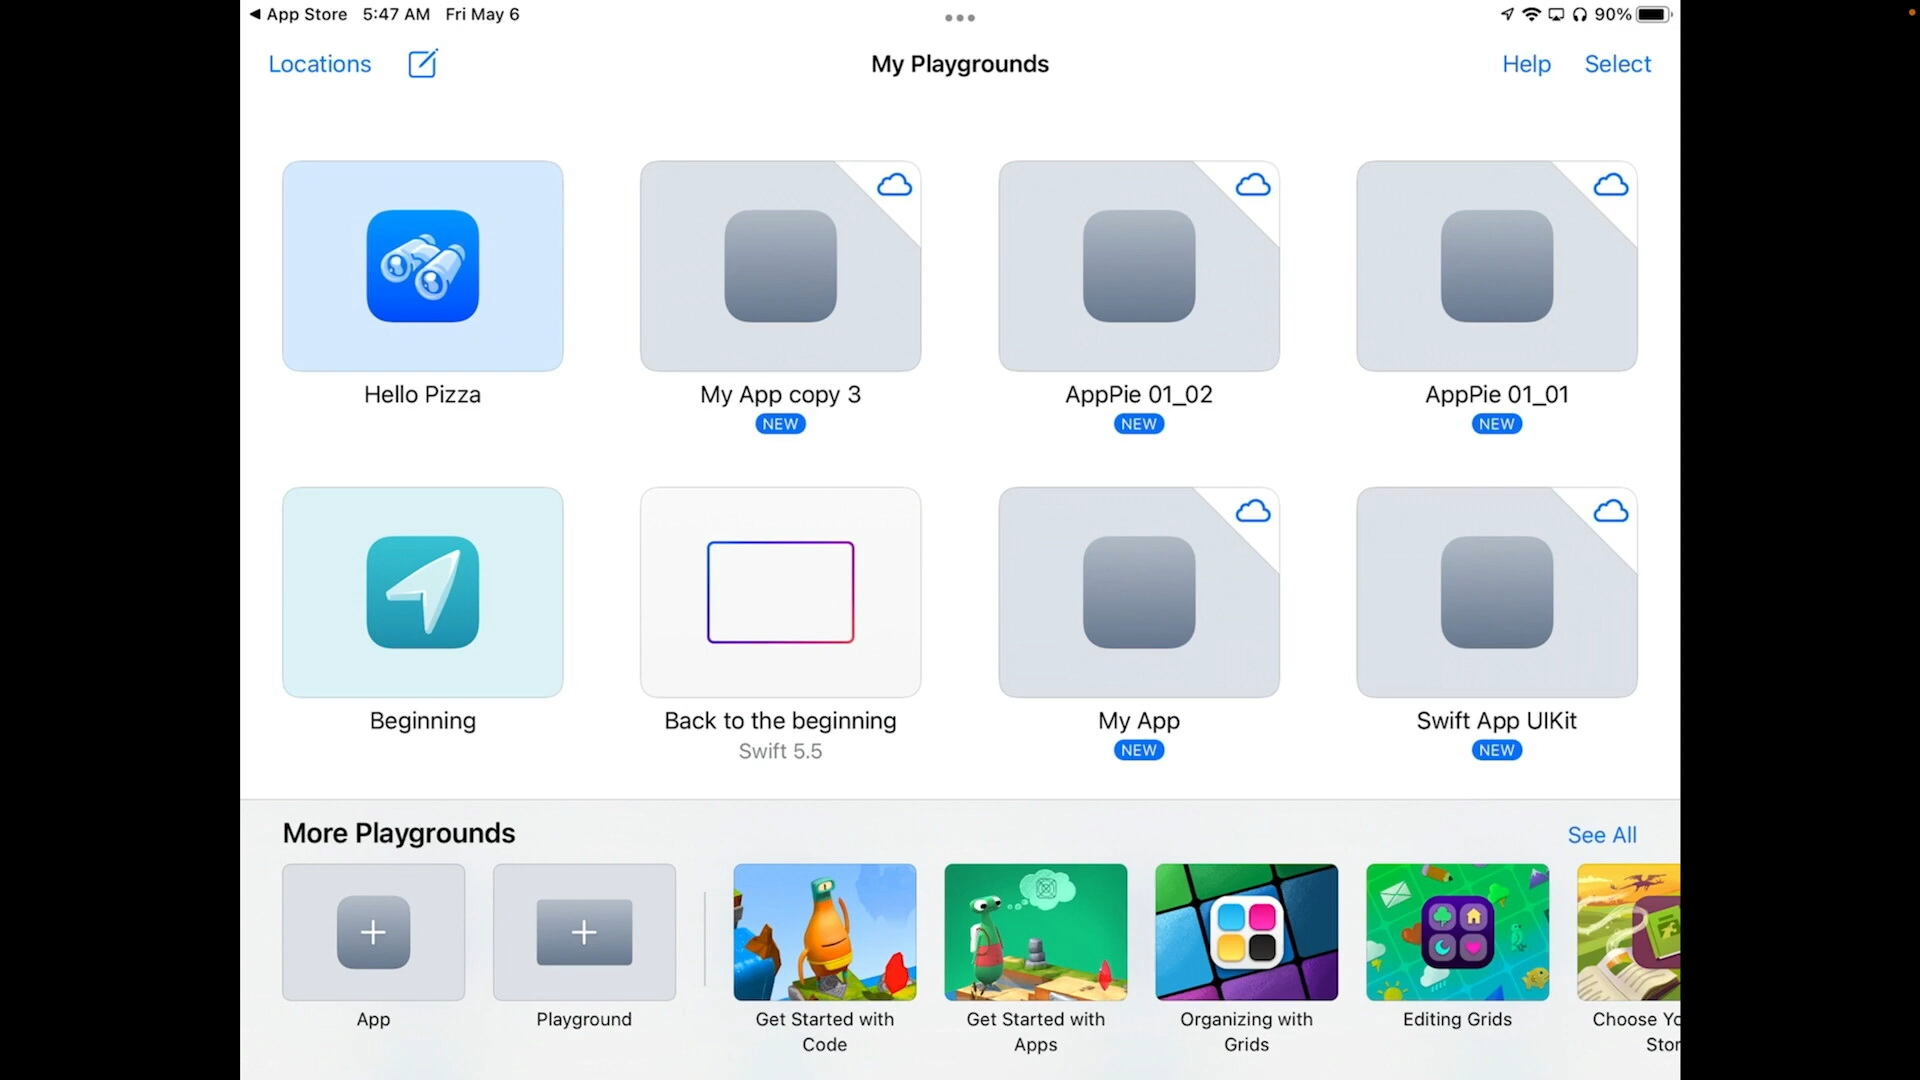 App Store 5:47 AM Fri May 6
90%
Locations
My Playgrounds
Help Select
Hello Pizza
My App copy 3
NEW
AppPie 01_02
NEW
AppPie 01_01
NEW
Beginning
Back to the beginning
Swift 5.5
My App
NEW
Swift App UIKit
NEW
More Playgrounds
See All
App
Playground
Get Started with
Code
Get Started with
Apps
Organizing with
Grids
Editing Grids
Choose Yo
Stor